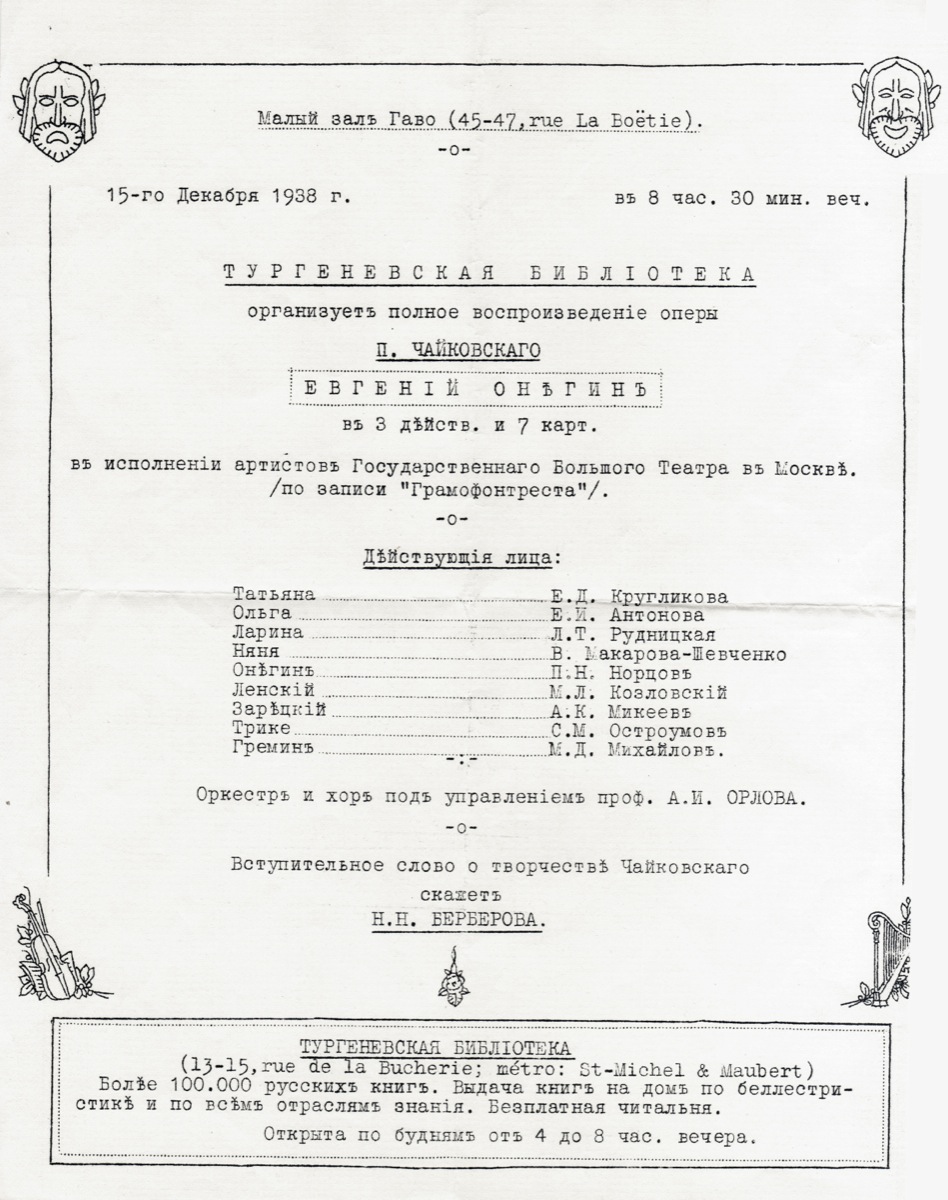 Малый залъ Гаво (45-47,rue La Boëtie).
-о-
15-го Декабря 1938 г. въ 8 час. 30 мин. веч.
ТУРГЕНЕВСКАЯ БИБЛІОТЕКА
организуетъ полное воспроизведеніе оперы
П. ЧАЙКОВСКАГО
ЕВГЕНІЙ ОНѢГИНЪ
въ 3 дѣйств. и 7 карт.
въ исполненіи артистовъ Государственнаго Большого Театра въ Москвѣ.
/по записи "Грамофонтреста"/.
-о-
Дѣйствующія лица:
Татьяна ........ Е.Д. Кругликова
Ольга ........ Е.И. Антонова
Ларина ........ Л.Т. Рудницкая
Няня ........ В. Макарова-Шевченко
Онѣгинъ ........ П.Н. Норцовъ
Ленскій ........ М.Л. Козловскій
Зарѣцкій ........ А.К. Микеевъ
Трике ........ С.М. Остроумовъ
Греминъ ........ М.Д. Михайловъ.
-:-
Оркестръ и хоръ подъ управленіемъ проф. А.И. ОРЛОВА.
-о-
Вступительное слово о творчествѣ Чайковскаго
скажетъ
Н.Н. БЕРБЕРОВА.
ТУРГЕНЕВСКАЯ БИБЛІОТЕКА
(13-15,rue de la Bucherie; métro: St-Michel & Maubert)
Болѣе 100.000 русскихъ книгъ. Выдача книгъ на домъ по беллестри-
стикѣ и по всѣмъ отраслямъ знанія. Безплатная читальня.
Открыта по буднямъ отъ 4 до 8 час. вечера.